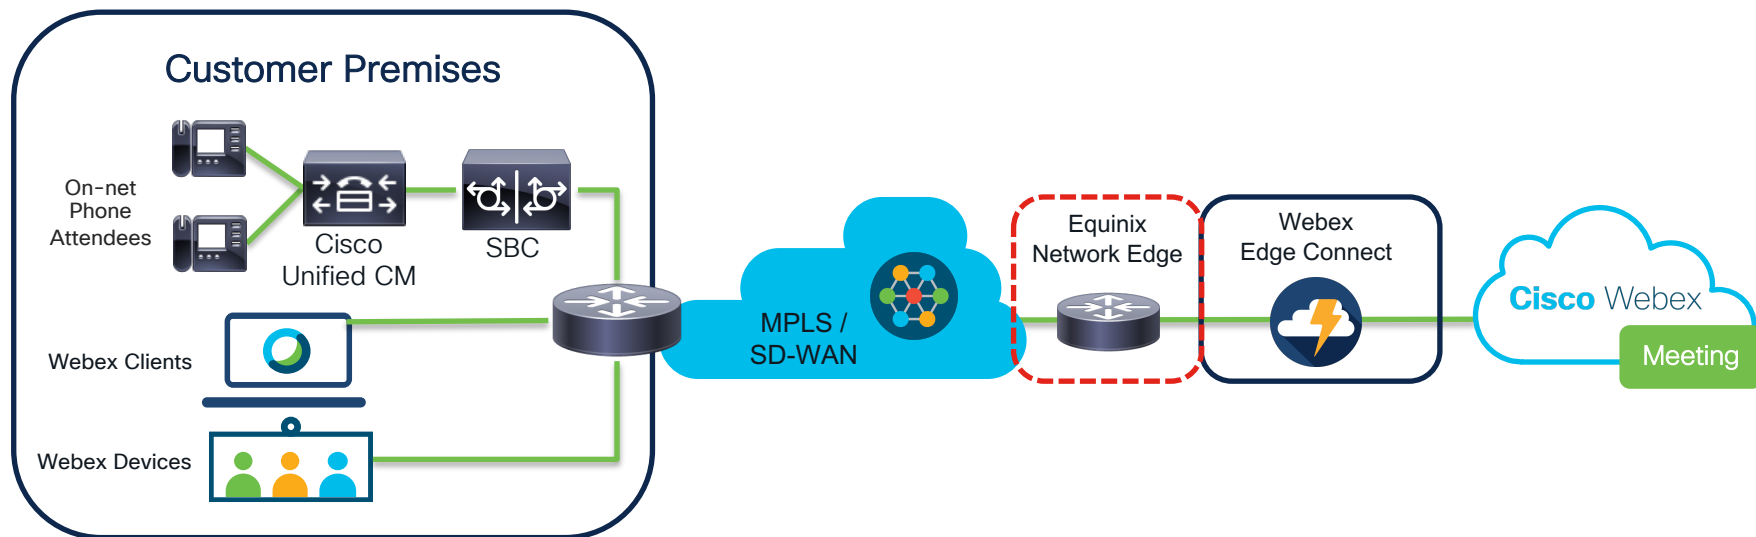 Customer Premises
On-net
Phone
Attendees
Cisco
Unified CM
SBC
Webex Clients
Webex Devices
MPLS /
SD-WAN
Equinix
Network Edge
Webex
Edge Connect
Cisco Webex
Meeting